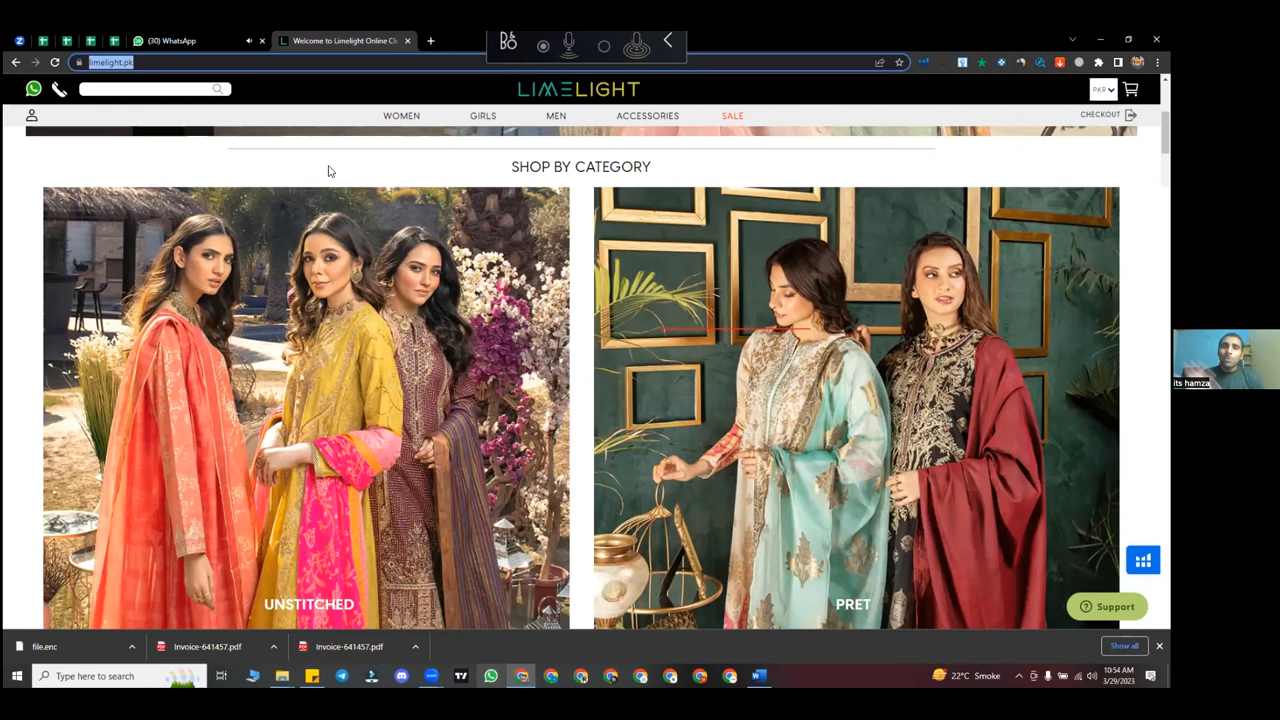 (30) WhatsApp
Welcome to Limelight Online Clo
B&O
limelight.pk
LIMELIGHT
PKR
WOMEN
GIRLS
MEN
ACCESSORIES
SALE
CHECKOUT
SHOP BY CATEGORY
its hamza
UNSTITCHED
PRET
Support
file.enc
Invoice-641457.pdf
Invoice-641457.pdf
Show all
Type here to search
22°C Smoke
10:54 AM
3/29/2023